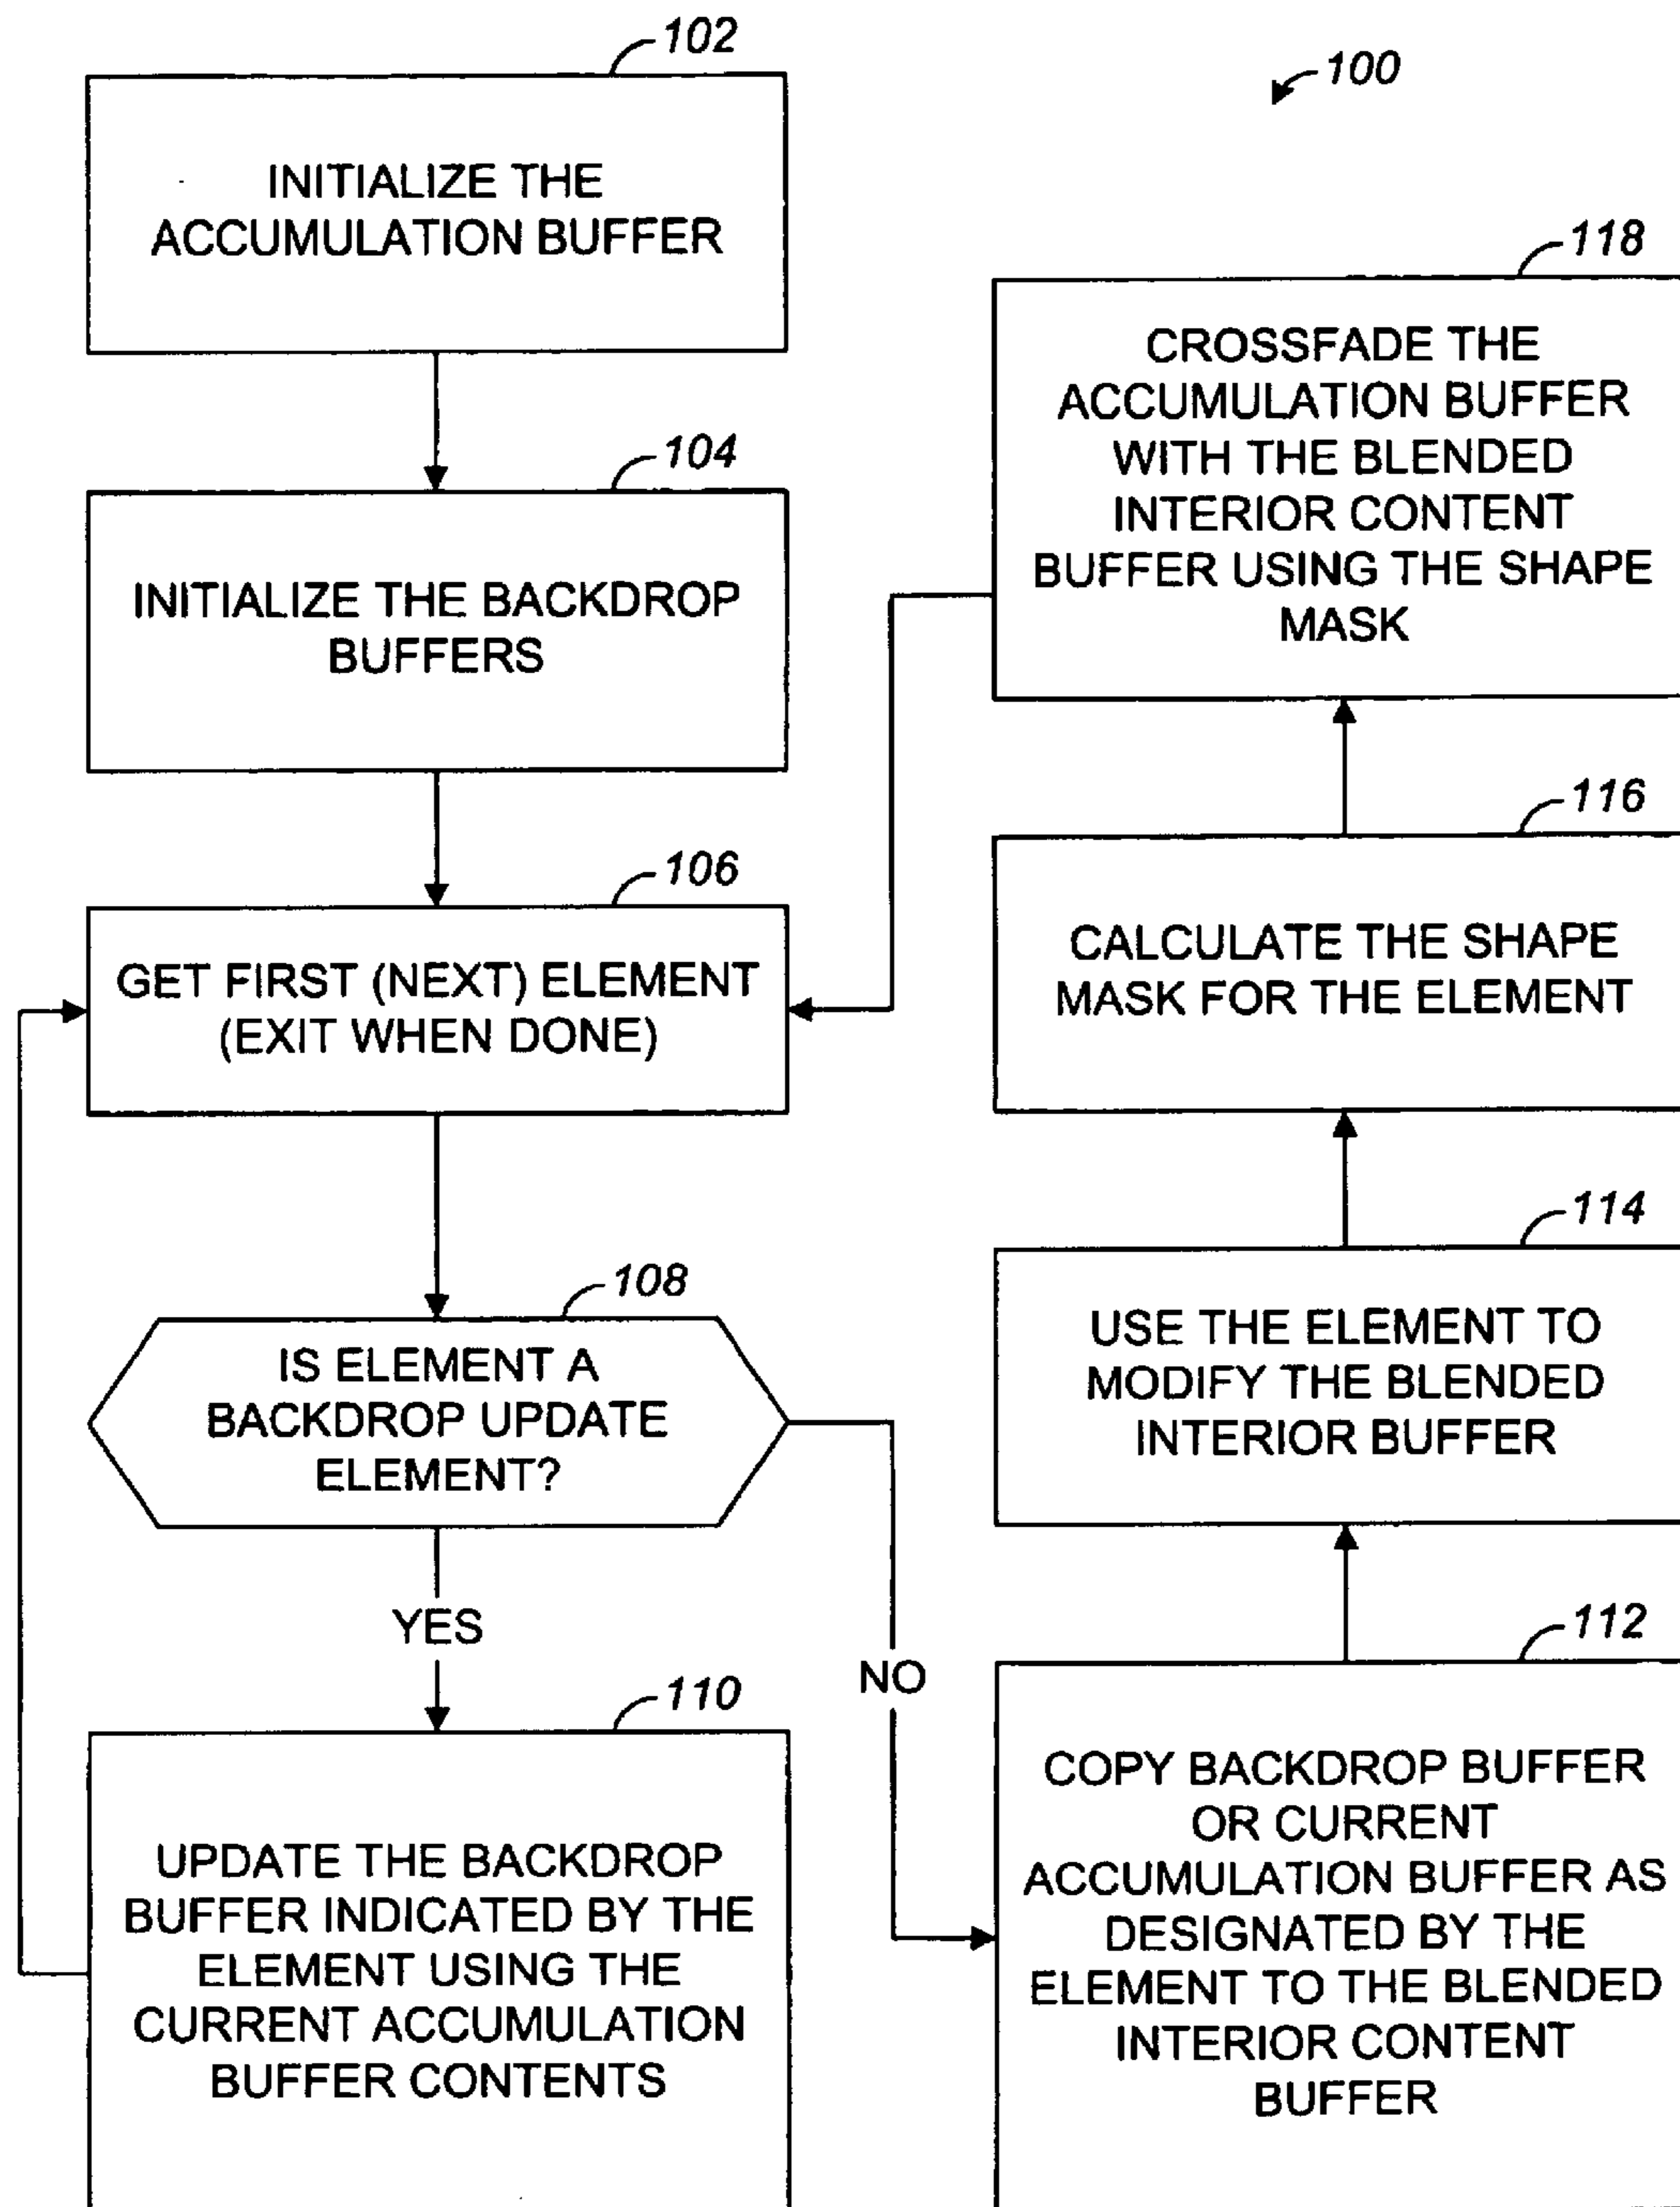 102
INITIALIZE THE
ACCUMULATION BUFFER
104
INITIALIZE THE BACKDROP
BUFFERS
106
GET FIRST (NEXT) ELEMENT
(EXIT WHEN DONE)
108
IS ELEMENT A
BACKDROP UPDATE
ELEMENT?
YES
NO
110
UPDATE THE BACKDROP
BUFFER INDICATED BY THE
ELEMENT USING THE
CURRENT ACCUMULATION
BUFFER CONTENTS
100
118
CROSSFADE THE
ACCUMULATION BUFFER
WITH THE BLENDED
INTERIOR CONTENT
BUFFER USING THE SHAPE
MASK
116
CALCULATE THE SHAPE
MASK FOR THE ELEMENT
114
USE THE ELEMENT TO
MODIFY THE BLENDED
INTERIOR BUFFER
112
COPY BACKDROP BUFFER
OR CURRENT
ACCUMULATION BUFFER AS
DESIGNATED BY THE
ELEMENT TO THE BLENDED
INTERIOR CONTENT
BUFFER